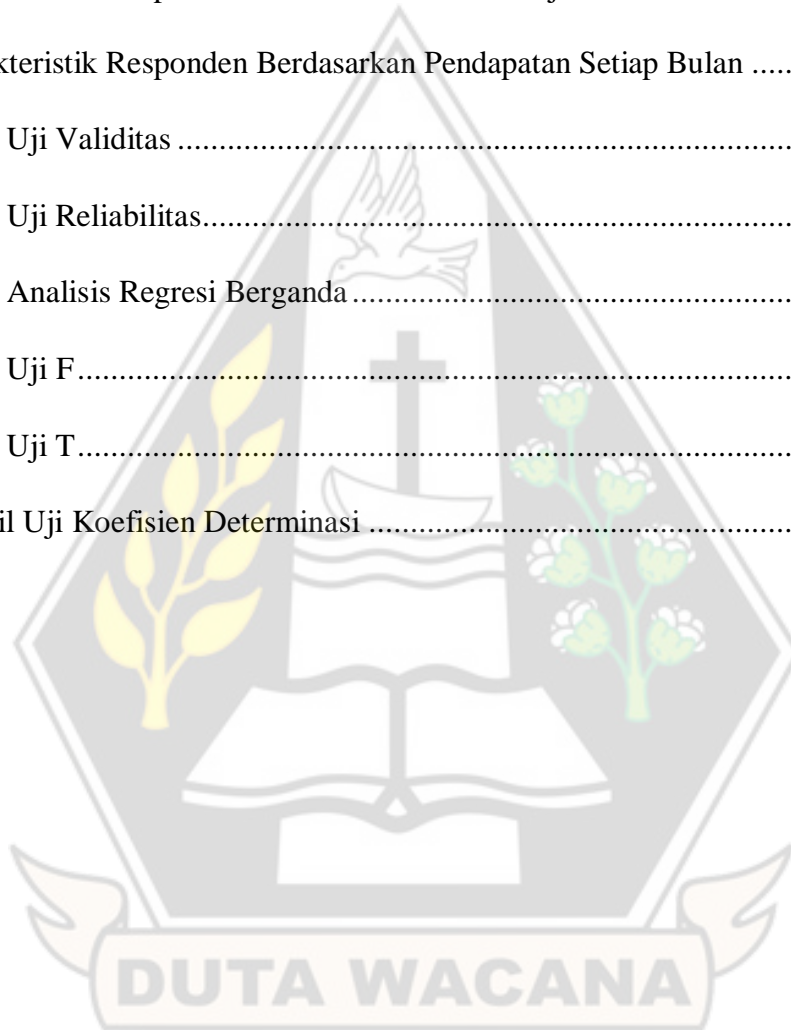 kteristik Responden Berdasarkan Pendapatan Setiap Bulan .....
Uji Validitas ...............................................................................
Uji Reliabilitas............................................................................
Analisis Regresi Berganda.........................................................
Uji F...........................................................................................
Uji T...........................................................................................
il Uji Koefisien Determinasi ......................................................
DUTA WACANA